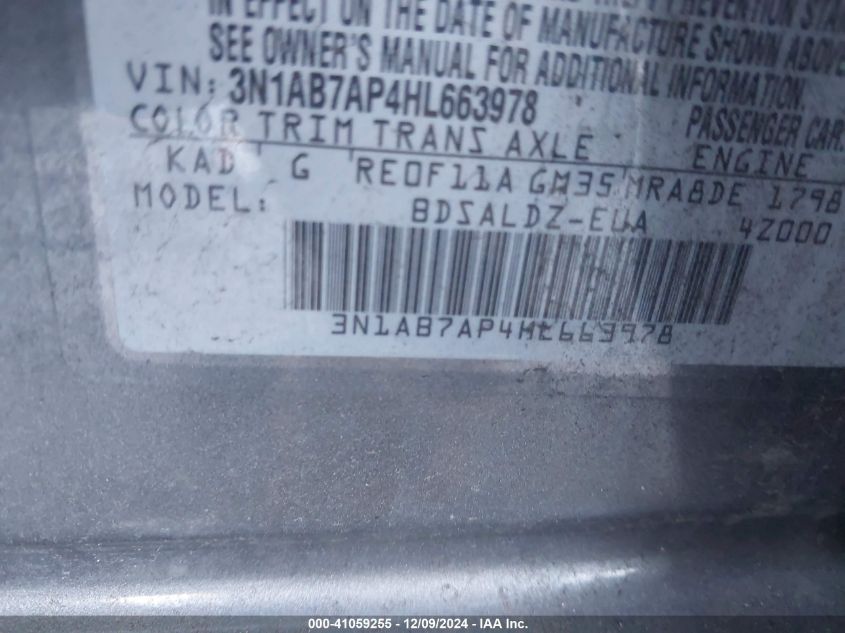 IN EFFECT ON THE DATE OF MANUFACTURE SHOWN ABOVE
SEE OWNER'S MANUAL FOR ADDITIONAL INFORMATION
VIN: 3N1AB7AP4HL663978 PASSENGER CAR
COLOR TRIM TRANS AXLE ENGINE
KAD G RE0F11A GM35 MRA8DE 1798
MODEL: BDSALDZ-EUA 4Z000
3N1AB7AP4HL663978
000-41059255 - 12/09/2024 - IAA Inc.